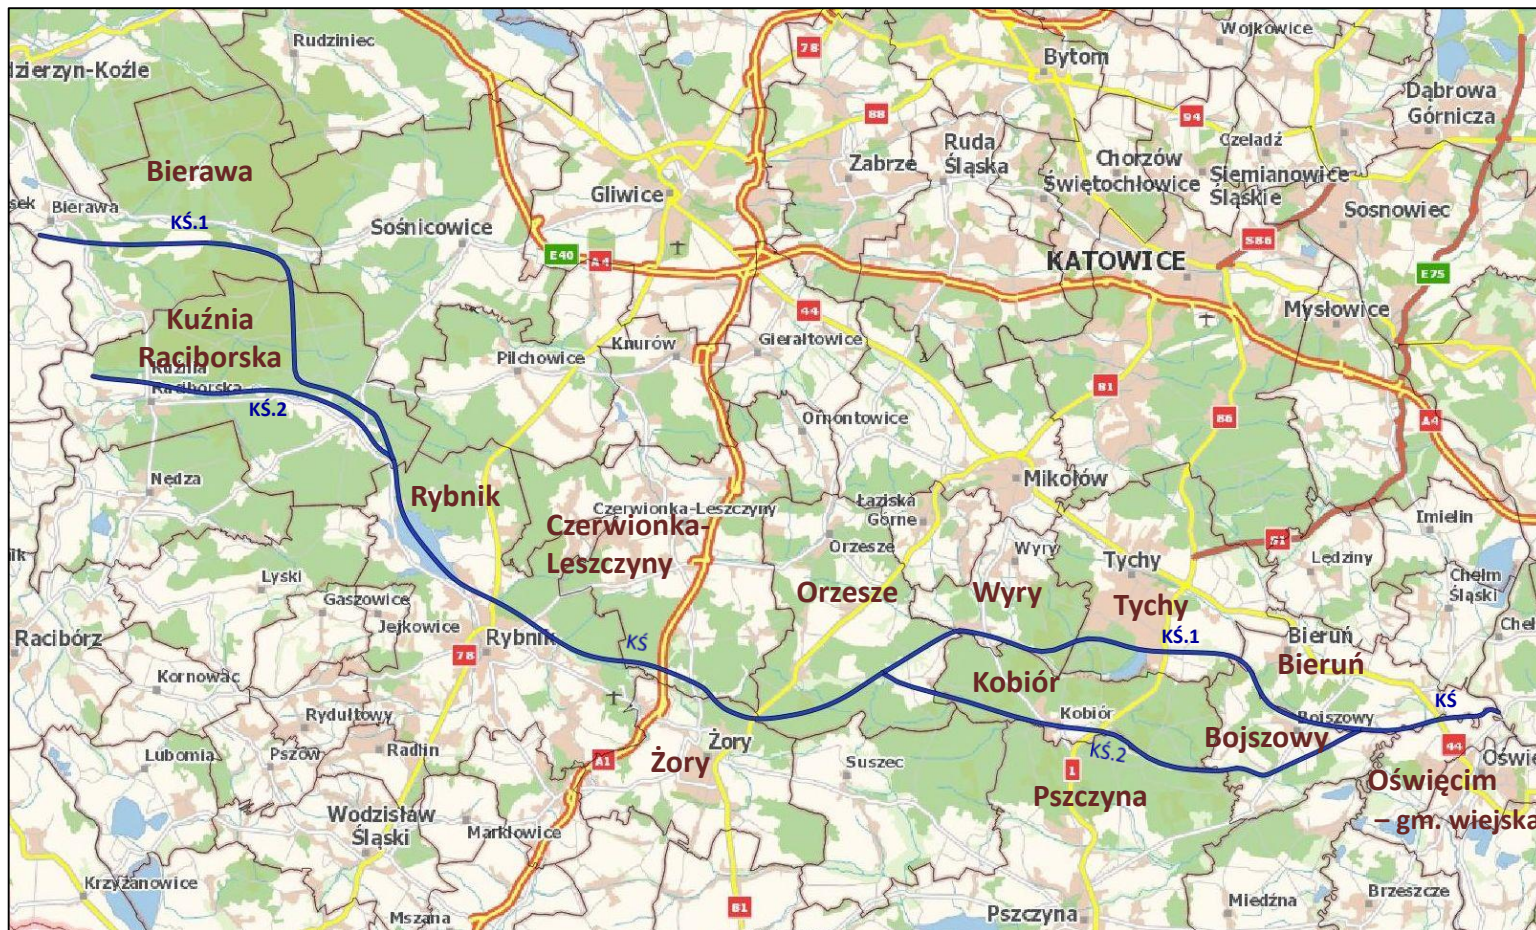 Rudziniec
78
Wojkowice
Bytom
dzierzyn-Koźle
Dąbrowa
Górnicza
88
94
Czeladź
Ruda
Śląska
Zabrze
Chorzów
Świętochłowice
Siemianowice
Śląskie
Bierawa
Gliwice
sek
Bierawa
KŚ.1
Sośnicowice
Sosnowiec
S86
E40
A4
KATOWICE
E75
Kuźnia
Raciborska
44
Mysłowice
Knurów
Gierałtowice
Pilchowice
Kuźnia
Raciborska
KŚ.2
81
86
Ornontowice
A4
Nędza
Rybnik
Mikołów
Czerwionka-Leszczyny
Czerwionka-
Leszczyny
Łaziska
Górne
Imielin
Orzesze
Wyry
S1
Tychy
Lędziny
Chełm
Śląski
Lyski
Gaszowice
Orzesze
Wyry
Tychy
Jejkowice
Racibórz
Rybnik
78
KŚ
KŚ.1
Bieruń
Bieruń
Kornowac
Kobiór
KŚ
Rydułtowy
Kobiór
Bojszowy
Bojszowy
Lubomia
Pszów
Radlin
A1
Żory
Żory
Suszec
KŚ.2
1
44
Pszczyna
Oświęcim
– gm. wiejska
Wodzisław
Śląski
Marklowice
Krzyżanowice
Mszana
81
Pszczyna
Miedźna
Brzeszcze